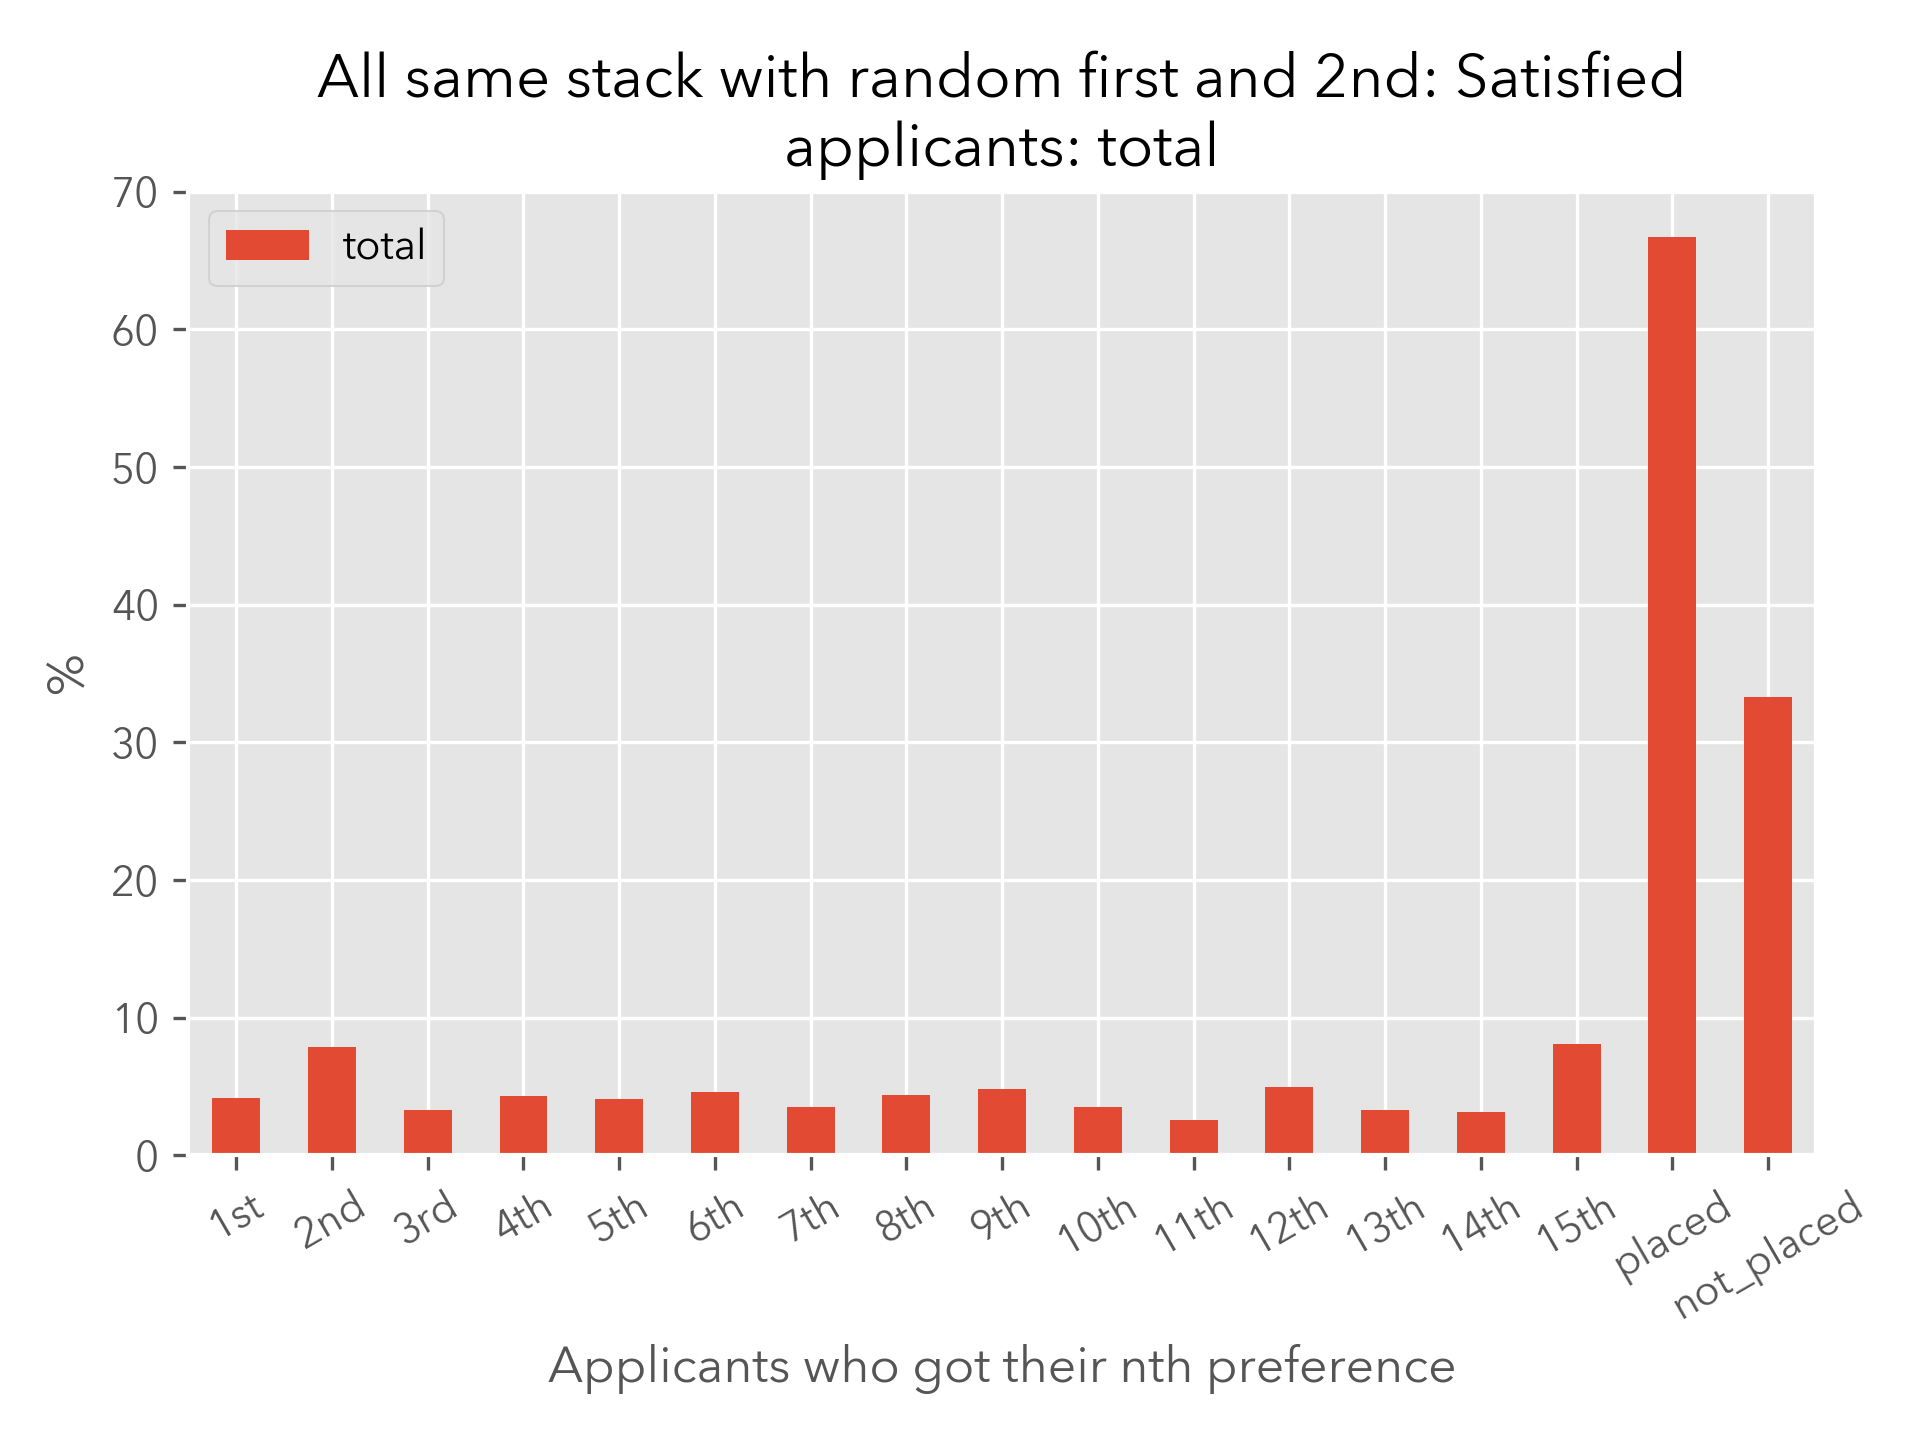 All same stack with random first and 2nd: Satisfied
applicants: total
total
70
60
50
40
30
20
10
0
%
1st
2nd
3rd
4th
5th
6th
7th
8th
9th
10th
11th
12th
13th
14th
15th
placed
not_placed
Applicants who got their nth preference